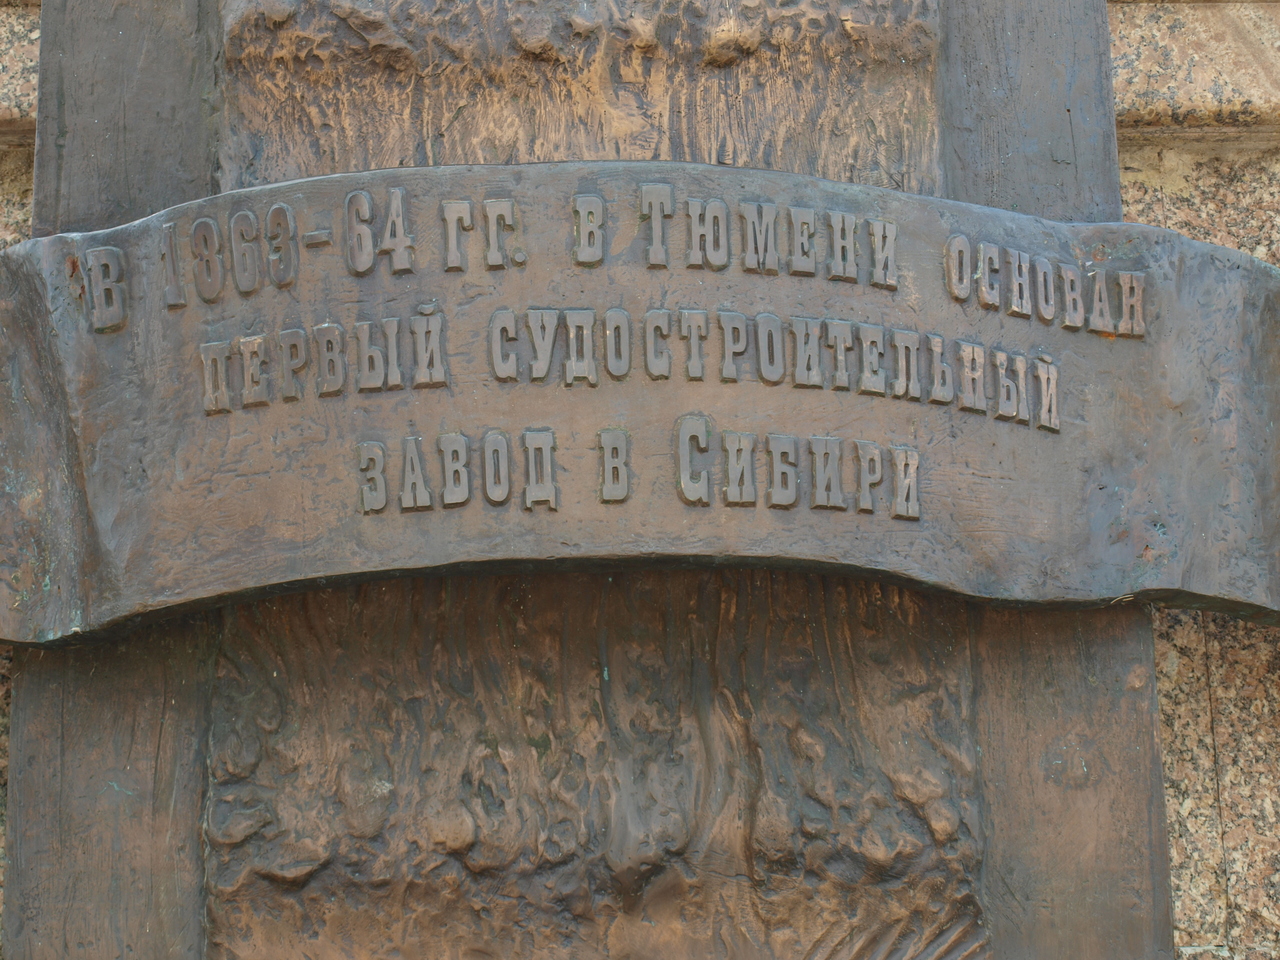 В 1863-64 гг. в Тюмени основан
первый судостроительный
завод в Сибири